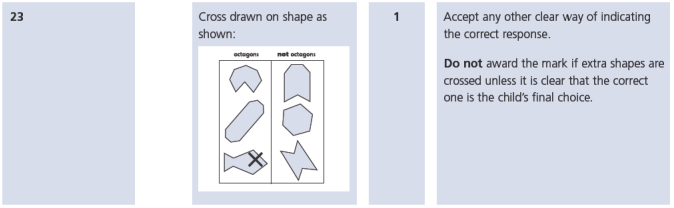 23
Cross drawn on shape as
shown:
octagons
not octagons
1
Accept any other clear way of indicating
the correct response.
Do not award the mark if extra shapes are
crossed unless it is clear that the correct
one is the child's final choice.